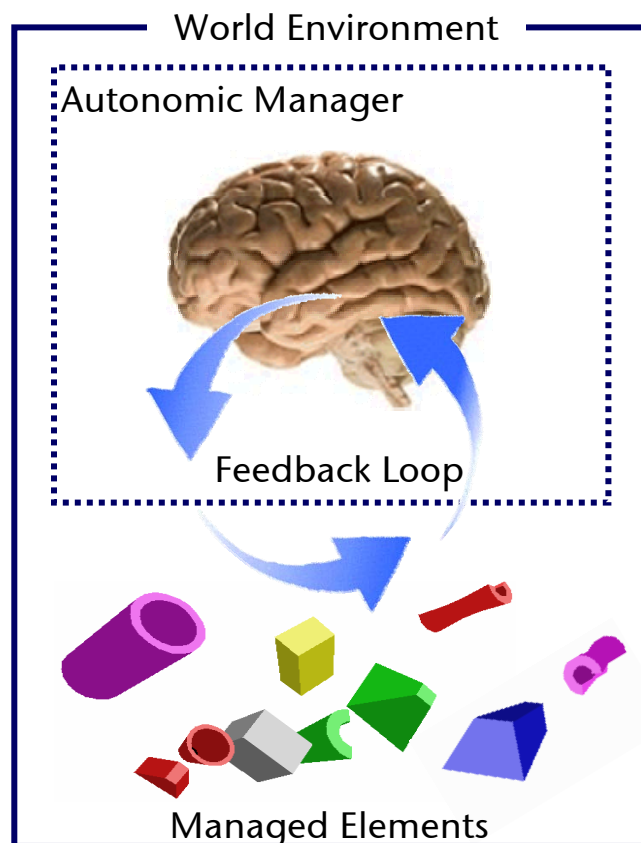 World Environment
Autonomic Manager
Feedback Loop
Managed Elements